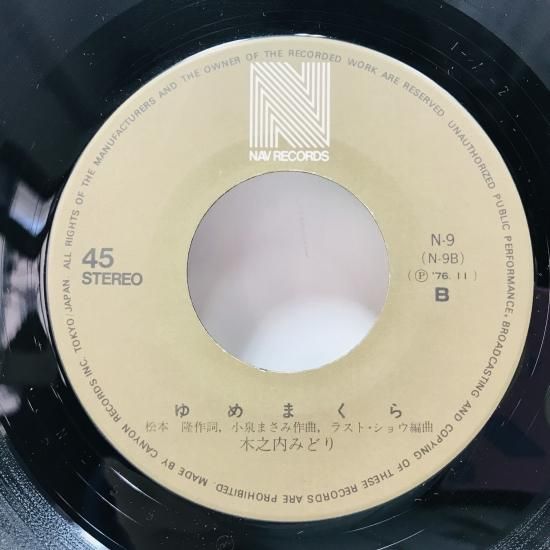 ALL RIGHTS OF THE MANUFACTURERS AND THE OWNER OF THE RECORDED WORK ARE RESERVED. UNAUTHORIZED PUBLIC PERFORMANCE, BROADCASTING AND COPYING OF THESE RECORDS ARE PROHIBITED. MADE BY CANYON RECORDS INC. TOKYO/JAPAN
N
NAV RECORDS
45
STEREO
N-9
(N-9B)
(Ⓟ '76. 11)
B
ゆめまくら
松本 隆作詞, 小泉まさみ作曲, ラスト・ショウ編曲
木之内みどり